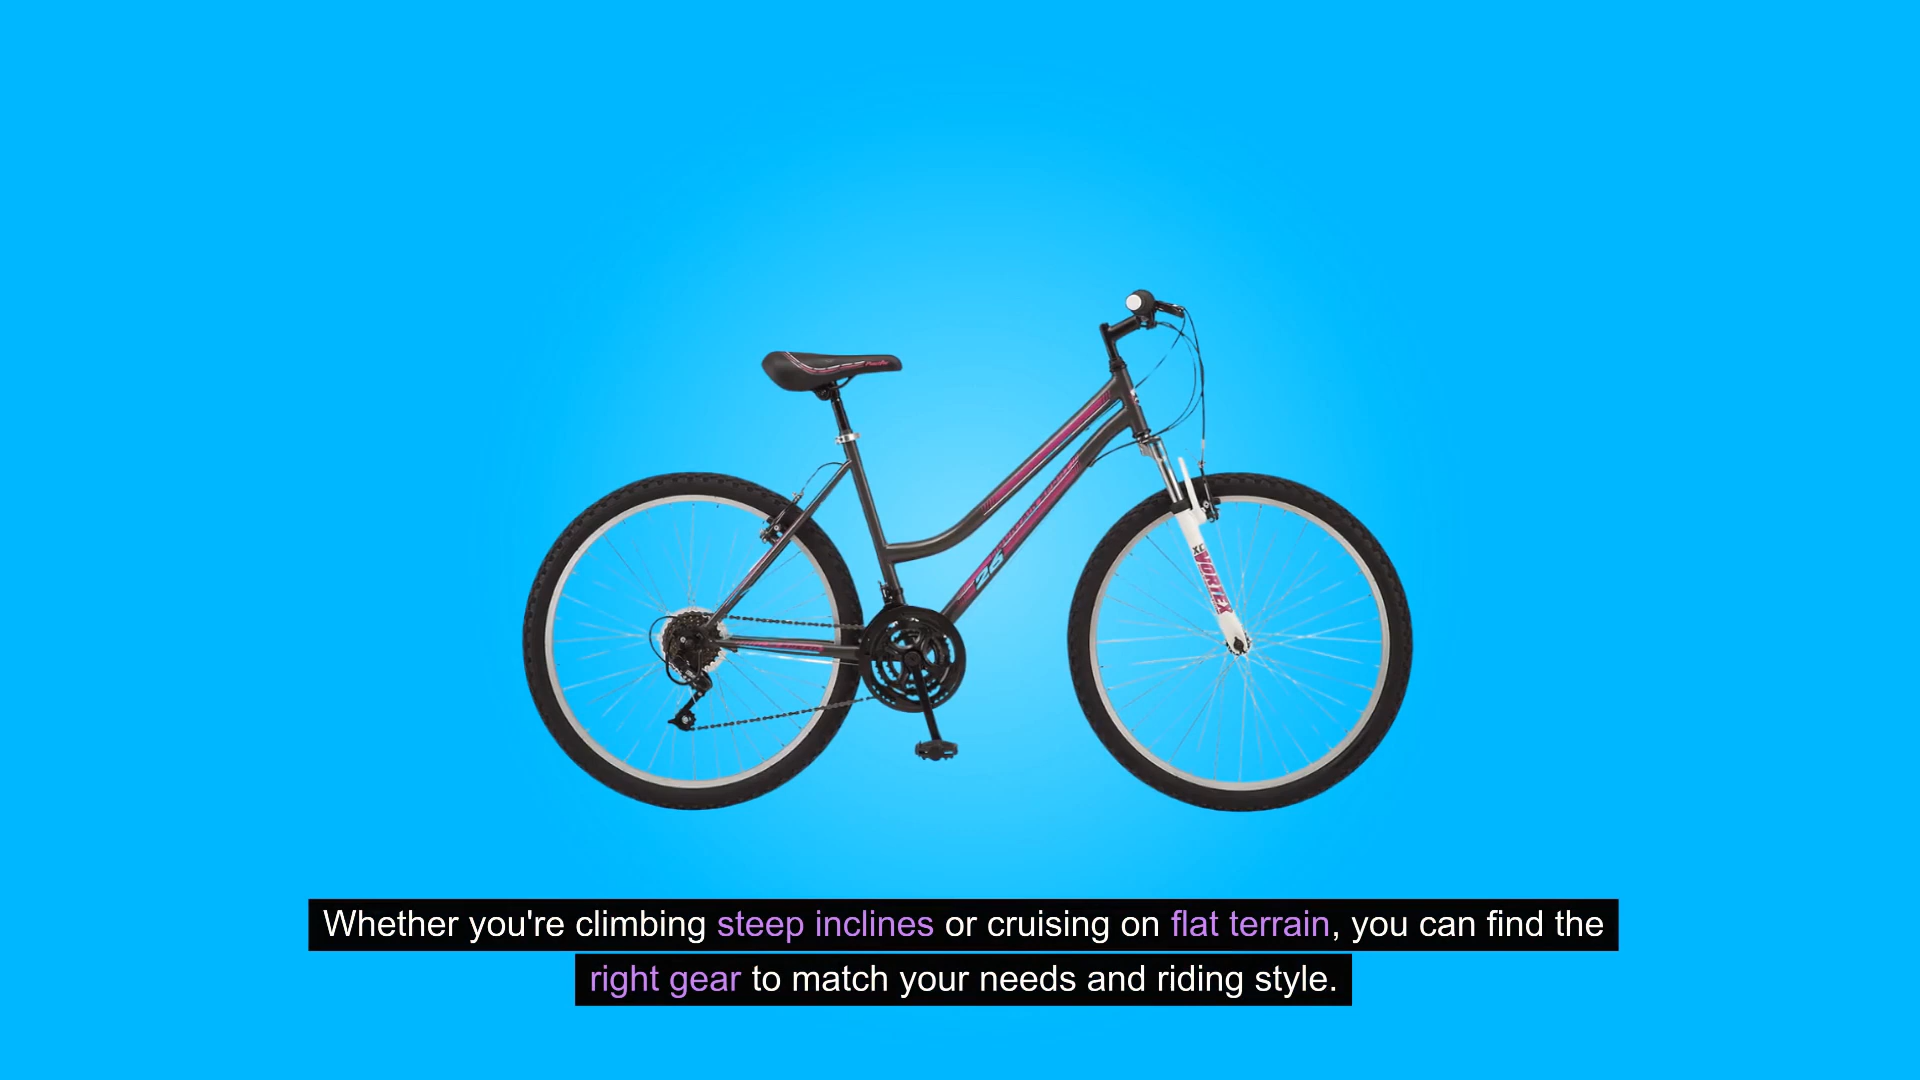 26
XC
VORTEX
Whether you're climbing steep inclines or cruising on flat terrain, you can find the
right gear to match your needs and riding style.